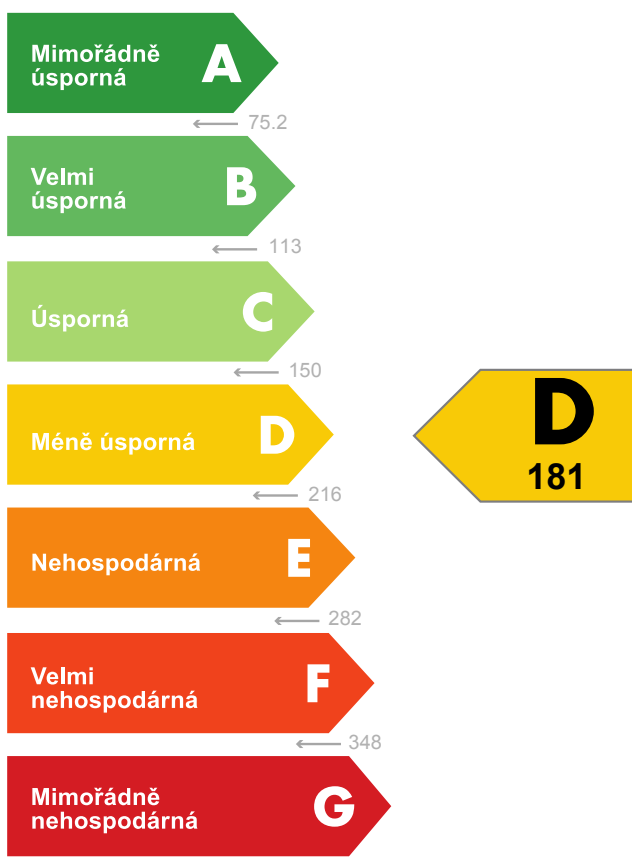 Mimořádně
úsporná
A
← 75.2
Velmi
úsporná
B
← 113
Úsporná
C
← 150
Méně úsporná
D
D
181
← 216
Nehospodárná
E
← 282
Velmi
nehospodárná
F
← 348
Mimořádně
nehospodárná
G